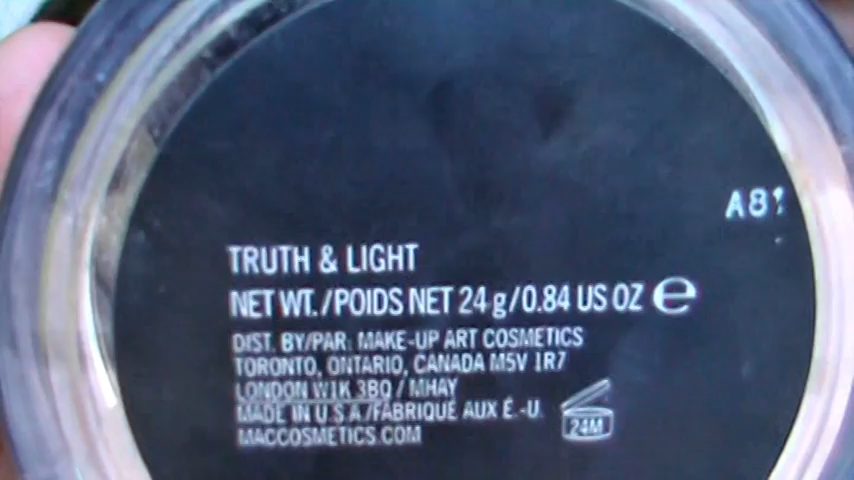 A81
TRUTH & LIGHT
NET WT./POIDS NET 24 g/0.84 US OZ e
DIST. BY/PAR: MAKE-UP ART COSMETICS
TORONTO, ONTARIO, CANADA M5V 1R7
LONDON W1K 3BQ / MHAY
MADE IN U.S.A./FABRIQUÉ AUX É.-U.
MACCOSMETICS.COM
24M